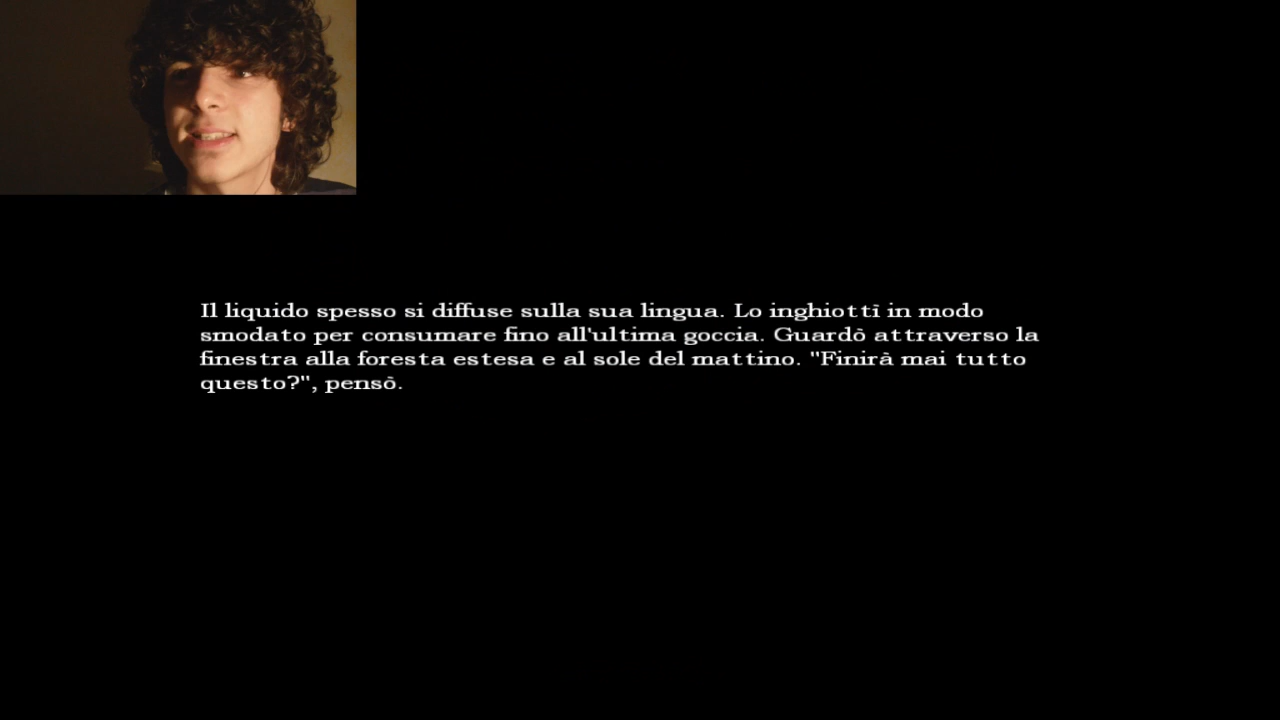 Il liquido spesso si diffuse sulla sua lingua. Lo inghiottì in modo
smodato per consumare fino all'ultima goccia. Guardò attraverso la
finestra alla foresta estesa e al sole del mattino. "Finirà mai tutto
questo?", pensò.